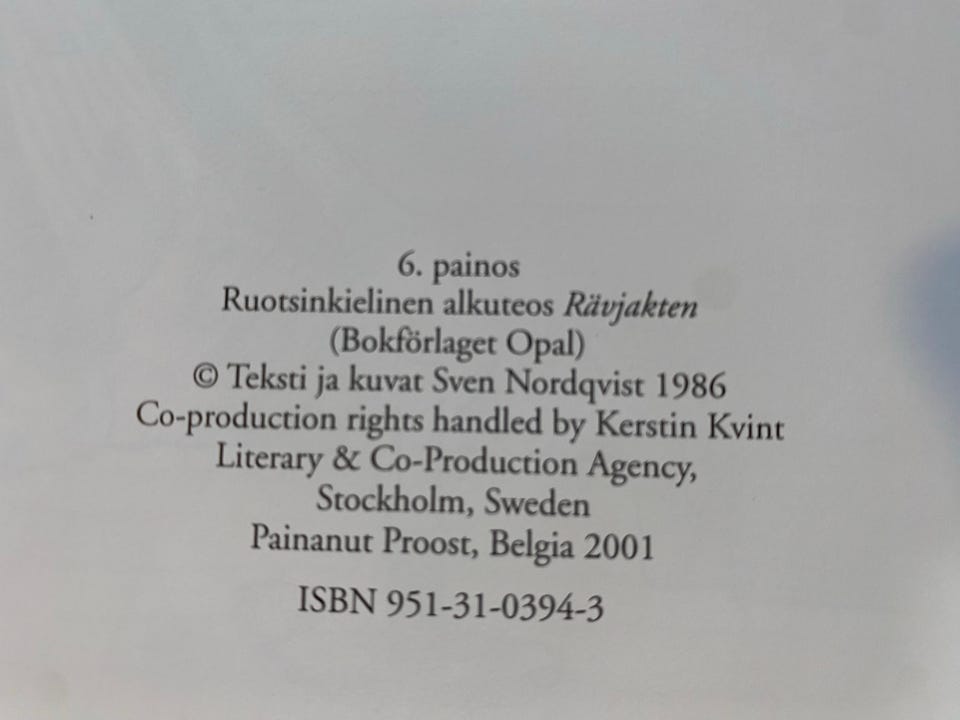 6. painos
Ruotsinkielinen alkuteos Rävjakten
(Bokförlaget Opal)
© Teksti ja kuvat Sven Nordqvist 1986
Co-production rights handled by Kerstin Kvint
Literary & Co-Production Agency,
Stockholm, Sweden
Painanut Proost, Belgia 2001
ISBN 951-31-0394-3